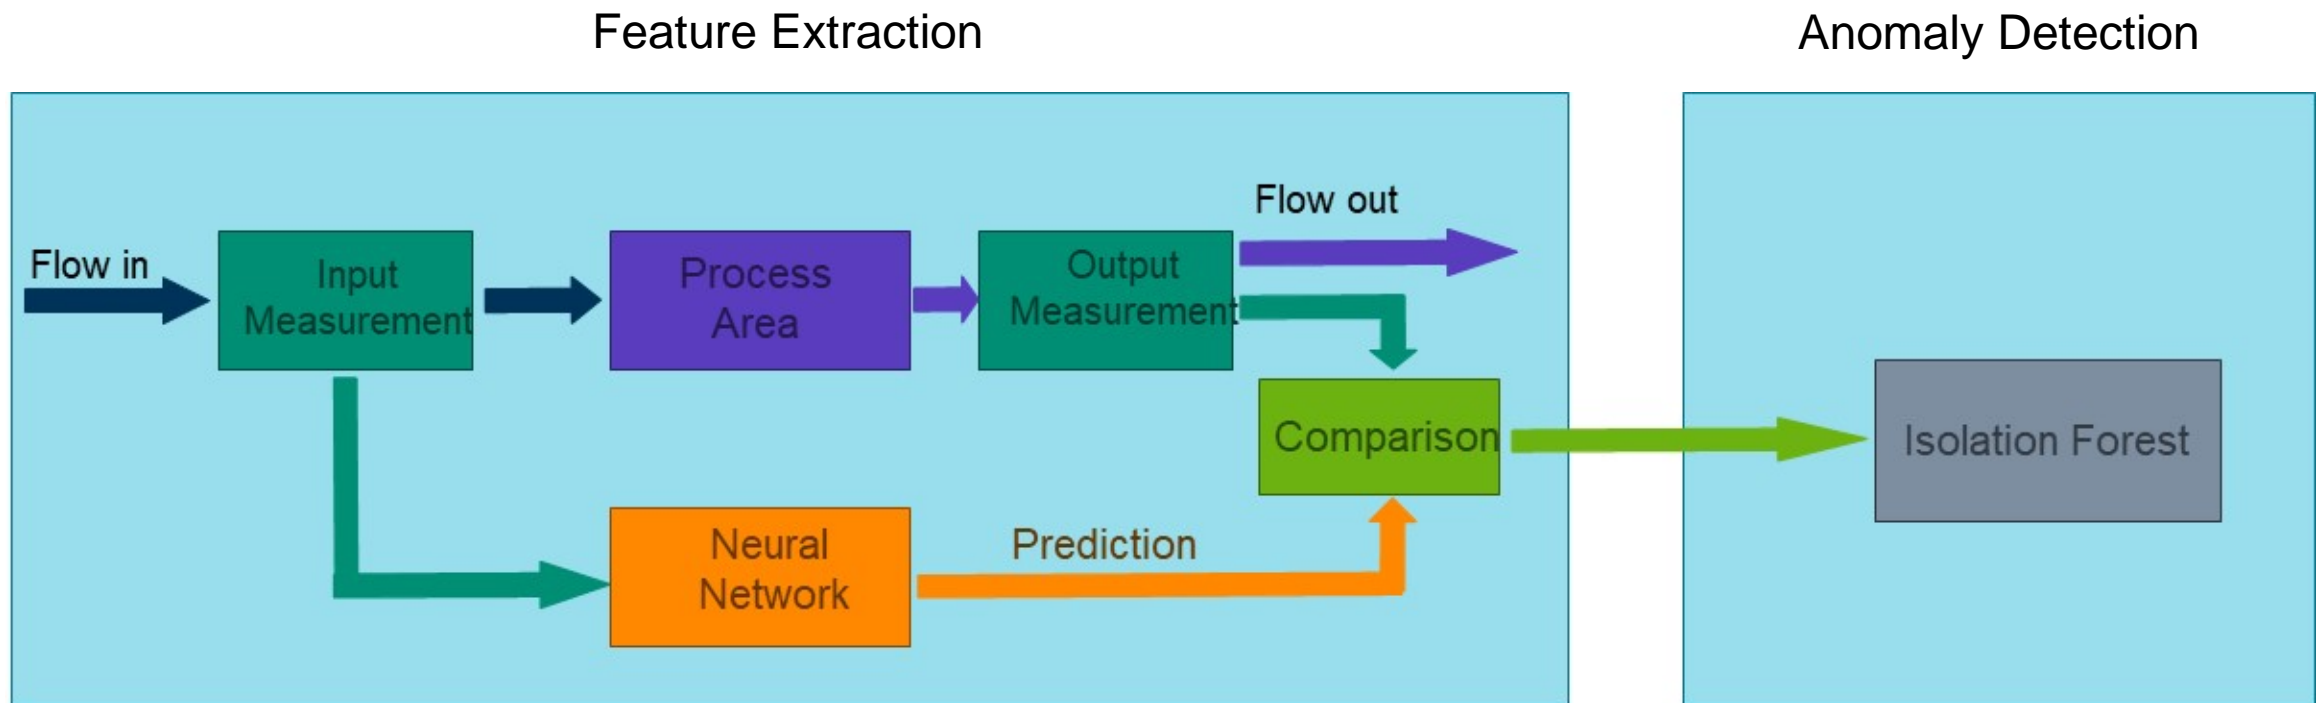 Feature Extraction
Anomaly Detection
Flow in
Input
Measurement
Process
Area
Output
Measurement
Flow out
Comparison
Isolation Forest
Neural
Network
Prediction